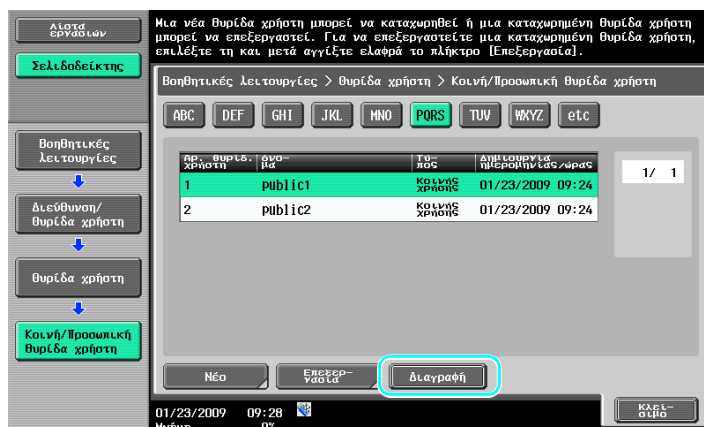 Λίστα
εργασιών
Σελιδοδείκτης
Μια νέα θυρίδα χρήστη μπορεί να καταχωρηθεί ή μια καταχωρημένη θυρίδα χρήστη
μπορεί να επεξεργαστεί. Για να επεξεργαστείτε μια καταχωρημένη θυρίδα χρήστη,
επιλέξτε τη και μετά αγγίξτε ελαφρά το πλήκτρο [Επεξεργασία].
Βοηθητικές λειτουργίες > θυρίδα χρήστη > Κοινή/Προσωπική θυρίδα χρήστη
ABC DEF GHI JKL MNO PQRS TUV WXYZ etc
Βοηθητικές
λειτουργίες
Διεύθυνση/
θυρίδα χρήστη
θυρίδα χρήστη
Κοινή/Προσωπική
θυρίδα χρήστη
Αρ. θυρίδ.
χρήστη
όνο-
μα
Τύ-
πος
Δημιουργία
ημερομηνίας/ώρας
1/ 1
1 public1 Κοινής
χρήσης 01/23/2009 09:24
2 public2 Κοινής
χρήσης 01/23/2009 09:24
Νέο
Επεξερ-
γασία
Διαγραφή
01/23/2009 09:28
Μνήμη 0%
Κλεί-
σιμο